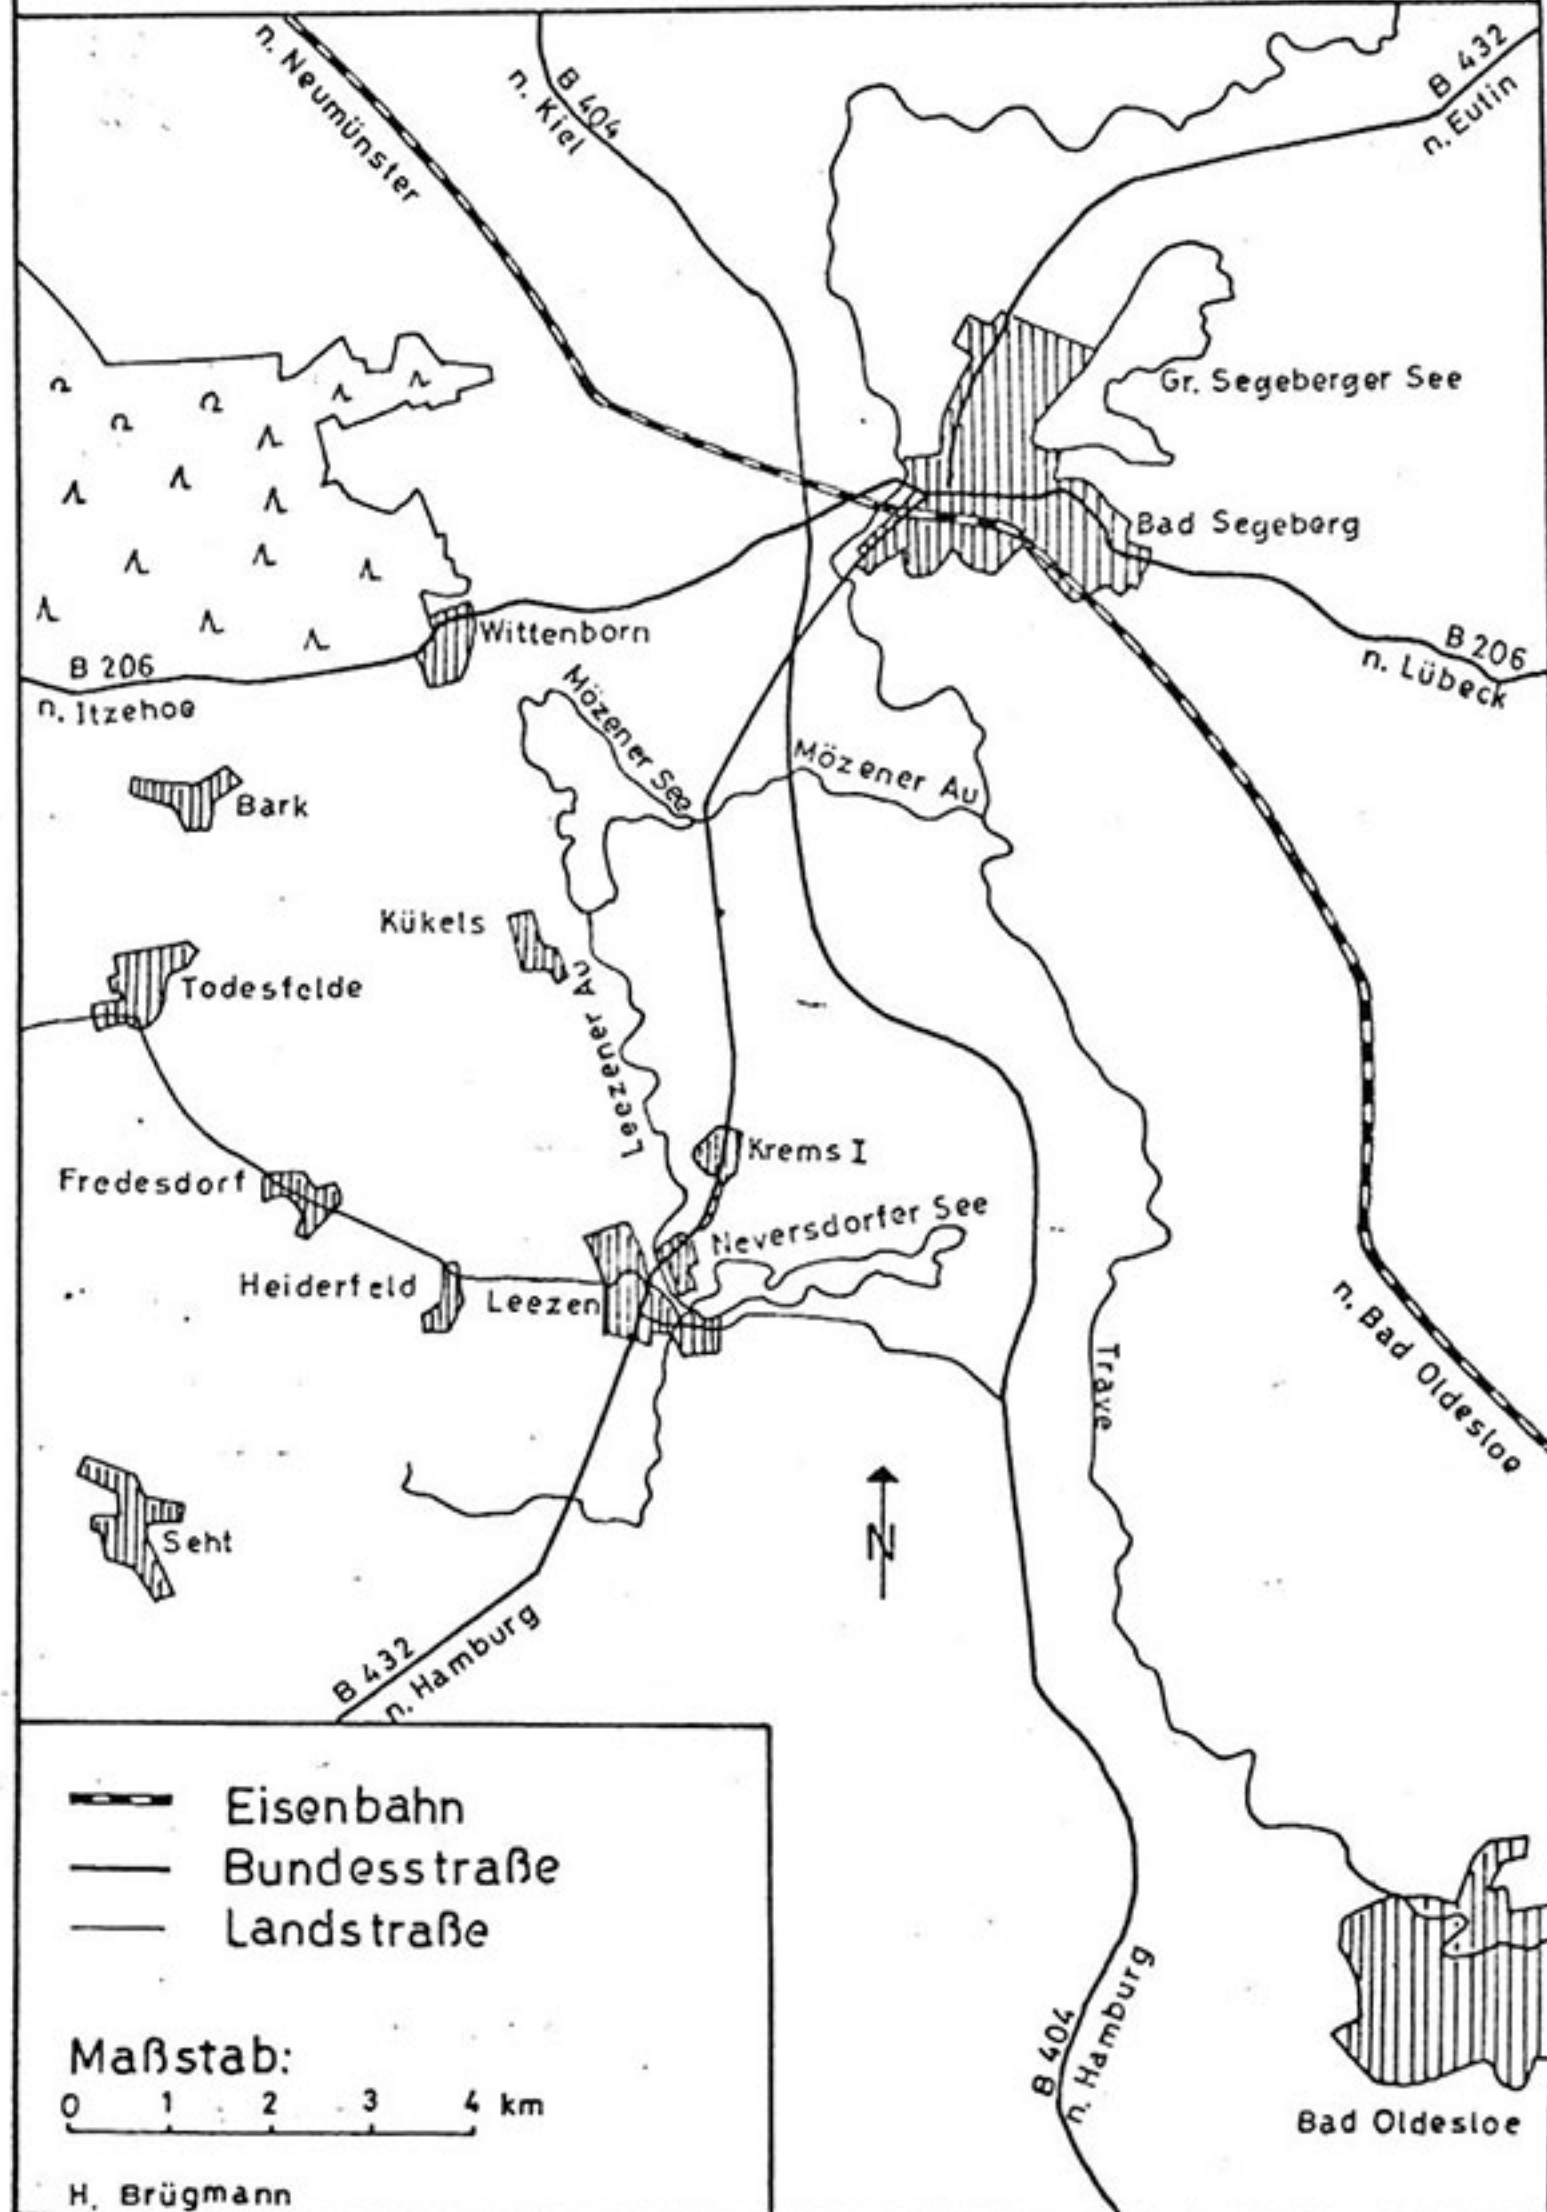 n. Neumünster
B 404
n. Kiel
B 432
n. Eutin
Gr. Segeberger See
Bad Segeberg
Wittenborn
B 206
n. Itzehoe
B 206
n. Lübeck
Mözener See
Mözener Au
Bark
Kükels
Todesfelde
Leezener Au
Krems I
Fredesdorf
Neversdorfer See
Heiderfeld
Leezen
n. Bad Oldesloe
Trave
N
Seht
B 432
n. Hamburg
Eisenbahn
Bundesstraße
Landstraße
Maßstab:
0 1 2 3 4 km
H. Brügmann
B 404
n. Hamburg
Bad Oldesloe